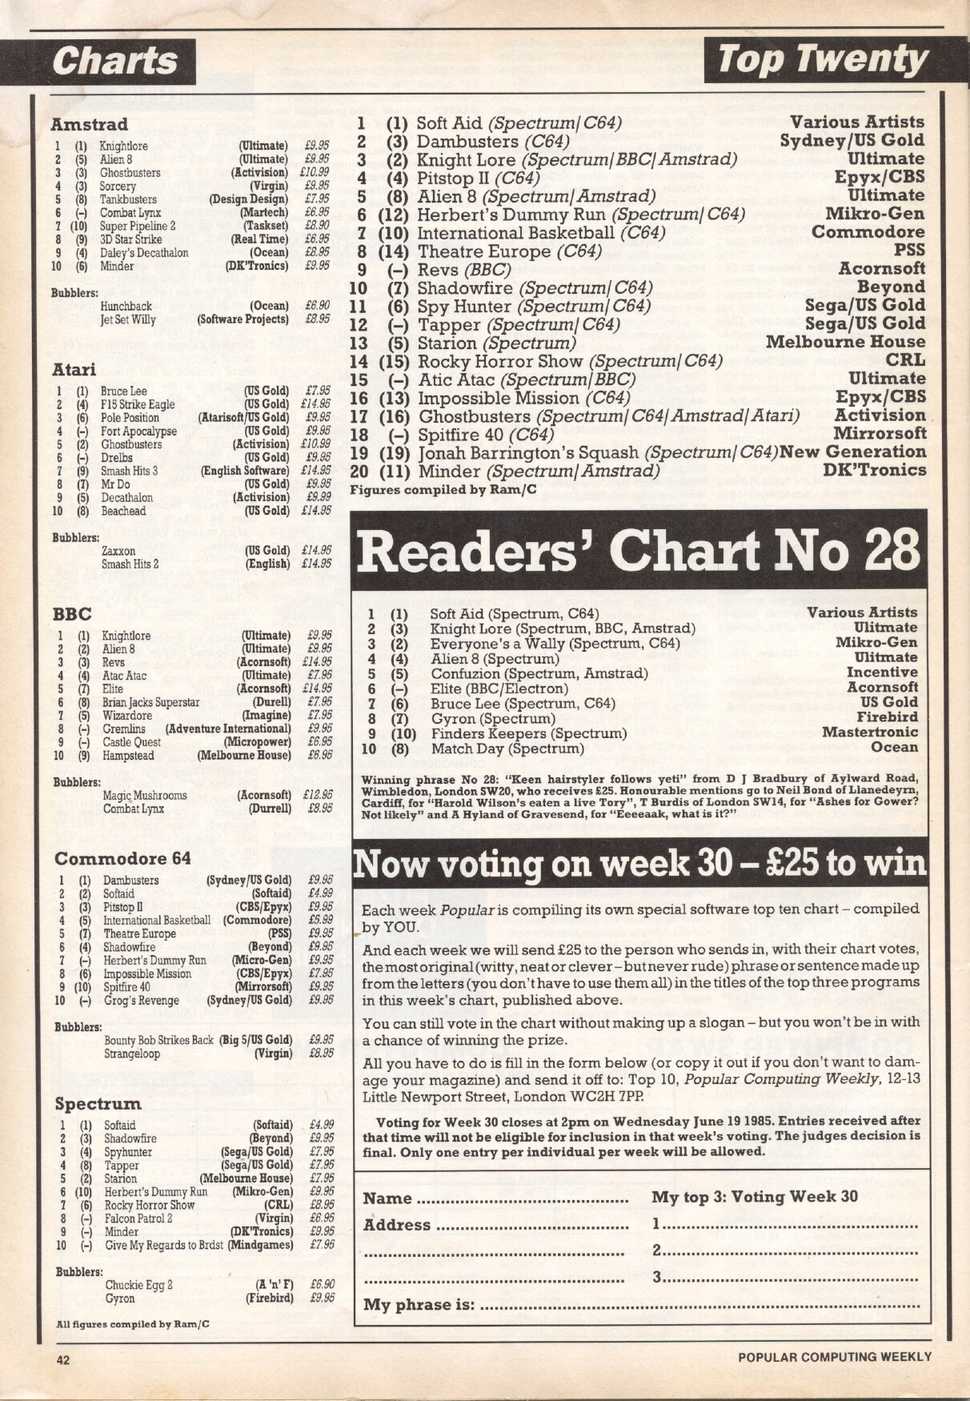 Charts
Top Twenty
Amstrad
1 (1) Knightlore (Ultimate) £9.95
2 (5) Alien 8 (Ultimate) £9.95
3 (3) Ghostbusters (Activision) £10.99
4 (3) Sorcery (Virgin) £9.95
5 (8) Tankbusters (Design Design) £7.95
6 (–) Combat Lynx (Martech) £6.95
7 (10) Super Pipeline 2 (Taskset) £8.90
8 (9) 3D Star Strike (Real Time) £6.95
9 (4) Daley's Decathalon (Ocean) £8.95
10 (6) Minder (DK'Tronics) £9.95
Bubblers:
Hunchback (Ocean) £6.90
Jet Set Willy (Software Projects) £8.95
Atari
1 (1) Bruce Lee (US Gold) £7.95
2 (4) F15 Strike Eagle (US Gold) £14.95
3 (6) Pole Position (Atarisoft/US Gold) £9.95
4 (–) Fort Apocalypse (US Gold) £9.95
5 (2) Ghostbusters (Activision) £10.99
6 (–) Drelbs (US Gold) £9.95
7 (9) Smash Hits 3 (English Software) £14.95
8 (7) Mr Do (US Gold) £9.95
9 (5) Decathalon (Activision) £9.99
10 (8) Beachead (US Gold) £14.95
Bubblers:
Zaxxon (US Gold) £14.95
Smash Hits 2 (English) £14.95
BBC
1 (1) Knightlore (Ultimate) £9.95
2 (2) Alien 8 (Ultimate) £9.95
3 (3) Revs (Acornsoft) £14.95
4 (4) Atac Atac (Ultimate) £7.95
5 (7) Elite (Acornsoft) £14.95
6 (8) Brian Jacks Superstar (Durell) £7.95
7 (5) Wizardore (Imagine) £7.95
8 (–) Gremlins (Adventure International) £9.95
9 (–) Castle Quest (Micropower) £6.95
10 (9) Hampstead (Melbourne House) £6.95
Bubblers:
Magic Mushrooms (Acornsoft) £12.95
Combat Lynx (Durrell) £8.95
Commodore 64
1 (1) Dambusters (Sydney/US Gold) £9.95
2 (2) Softaid (Softaid) £4.99
3 (3) Pitstop II (CBS/Epyx) £9.95
4 (5) International Basketball (Commodore) £5.99
5 (7) Theatre Europe (PSS) £9.95
6 (4) Shadowfire (Beyond) £9.95
7 (–) Herbert's Dummy Run (Micro-Gen) £9.95
8 (6) Impossible Mission (CBS/Epyx) £7.95
9 (10) Spitfire 40 (Mirrorsoft) £9.95
10 (–) Grog's Revenge (Sydney/US Gold) £9.95
Bubblers:
Bounty Bob Strikes Back (Big 5/US Gold) £9.95
Strangeloop (Virgin) £8.95
Spectrum
1 (1) Softaid (Softaid) £4.99
2 (3) Shadowfire (Beyond) £9.95
3 (4) Spyhunter (Sega/US Gold) £7.95
4 (8) Tapper (Sega/US Gold) £7.95
5 (2) Starion (Melbourne House) £7.95
6 (10) Herbert's Dummy Run (Mikro-Gen) £9.95
7 (6) Rocky Horror Show (CRL) £8.95
8 (–) Falcon Patrol 2 (Virgin) £6.95
9 (–) Minder (DK'Tronics) £9.95
10 (–) Give My Regards to Brdst (Mindgames) £7.95
Bubblers:
Chuckie Egg 2 (A 'n' F) £6.90
Gyron (Firebird) £9.95
All figures compiled by Ram/C
1 (1) Soft Aid (Spectrum/C64) Various Artists
2 (3) Dambusters (C64) Sydney/US Gold
3 (2) Knight Lore (Spectrum/BBC/Amstrad) Ultimate
4 (4) Pitstop II (C64) Epyx/CBS
5 (8) Alien 8 (Spectrum/Amstrad) Ultimate
6 (12) Herbert's Dummy Run (Spectrum/C64) Mikro-Gen
7 (10) International Basketball (C64) Commodore
8 (14) Theatre Europe (C64) PSS
9 (–) Revs (BBC) Acornsoft
10 (7) Shadowfire (Spectrum/C64) Beyond
11 (6) Spy Hunter (Spectrum/C64) Sega/US Gold
12 (–) Tapper (Spectrum/C64) Sega/US Gold
13 (5) Starion (Spectrum) Melbourne House
14 (15) Rocky Horror Show (Spectrum/C64) CRL
15 (–) Atic Atac (Spectrum/BBC) Ultimate
16 (13) Impossible Mission (C64) Epyx/CBS
17 (16) Ghostbusters (Spectrum/C64/Amstrad/Atari) Activision
18 (–) Spitfire 40 (C64) Mirrorsoft
19 (19) Jonah Barrington's Squash (Spectrum/C64) New Generation
20 (11) Minder (Spectrum/Amstrad) DK'Tronics
Figures compiled by Ram/C
Readers' Chart No 28
1 (1) Soft Aid (Spectrum, C64) Various Artists
2 (3) Knight Lore (Spectrum, BBC, Amstrad) Ulitmate
3 (2) Everyone's a Wally (Spectrum, C64) Mikro-Gen
4 (4) Alien 8 (Spectrum) Ulitmate
5 (5) Confuzion (Spectrum, Amstrad) Incentive
6 (–) Elite (BBC/Electron) Acornsoft
7 (6) Bruce Lee (Spectrum, C64) US Gold
8 (7) Gyron (Spectrum) Firebird
9 (10) Finders Keepers (Spectrum) Mastertronic
10 (8) Match Day (Spectrum) Ocean
Winning phrase No 28: "Keen hairstyler follows yeti" from D J Bradbury of Aylward Road,
Wimbledon, London SW20, who receives £25. Honourable mentions go to Neil Bond of Llanedeyrn,
Cardiff, for "Harold Wilson's eaten a live Tory", T Burdis of London SW14, for "Ashes for Gower?
Not likely" and A Hyland of Gravesend, for "Eeeeaak, what is it?"
Now voting on week 30 – £25 to win
Each week Popular is compiling its own special software top ten chart – compiled
by YOU.
And each week we will send £25 to the person who sends in, with their chart votes,
the most original (witty, neat or clever – but never rude) phrase or sentence made up
from the letters (you don't have to use them all) in the titles of the top three programs
in this week's chart, published above.
You can still vote in the chart without making up a slogan – but you won't be in with
a chance of winning the prize.
All you have to do is fill in the form below (or copy it out if you don't want to dam-
age your magazine) and send it off to: Top 10, Popular Computing Weekly, 12-13
Little Newport Street, London WC2H 7PP.
Voting for Week 30 closes at 2pm on Wednesday June 19 1985. Entries received after
that time will not be eligible for inclusion in that week's voting. The judges decision is
final. Only one entry per individual per week will be allowed.
Name ....................................
Address .................................
My top 3: Voting Week 30
1............................................
2............................................
3............................................
My phrase is: ............................................................................
42
POPULAR COMPUTING WEEKLY